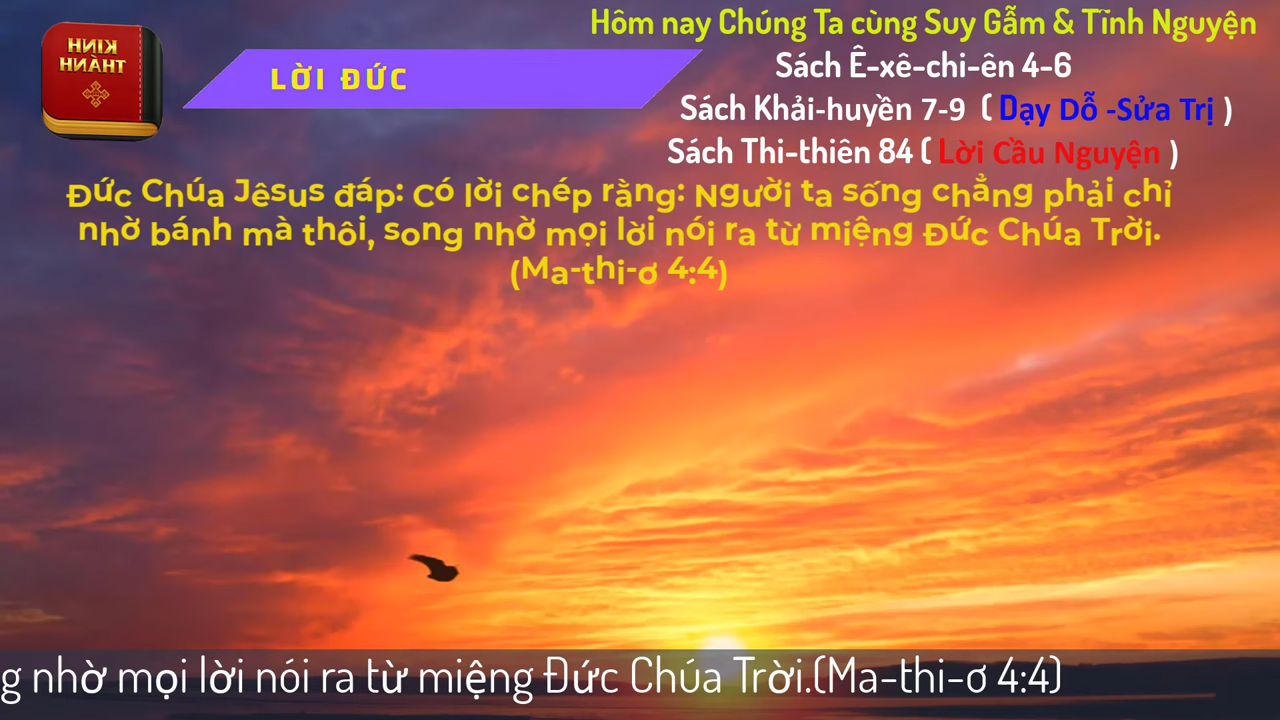 KINH
THÁNH
LỜI ĐỨC
Hôm nay Chúng Ta cùng Suy Gẫm & Tĩnh Nguyện
Sách Ê-xê-chi-ên 4-6
Sách Khải-huyền 7-9 ( Dạy Dỗ -Sửa Trị )
Sách Thi-thiên 84 ( Lời Cầu Nguyện )
Đức Chúa Jêsus đáp: Có lời chép rằng: Người ta sống chẳng phải chỉ
nhờ bánh mà thôi, song nhờ mọi lời nói ra từ miệng Đức Chúa Trời.
(Ma-thi-ơ 4:4)
g nhờ mọi lời nói ra từ miệng Đức Chúa Trời.(Ma-thi-ơ 4:4)